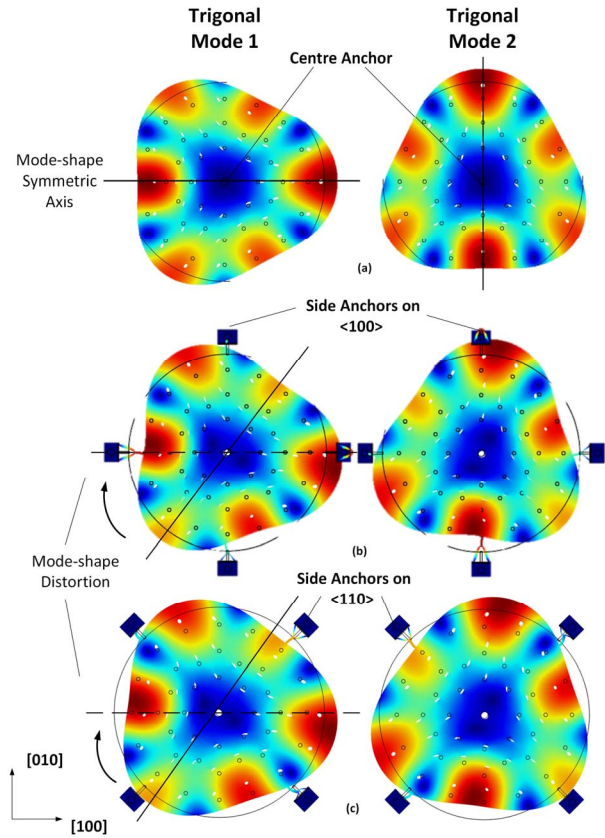 Trigonal
Mode 1
Trigonal
Mode 2
Centre Anchor
Mode-shape
Symmetric
Axis
(a)
Side Anchors on
<100>
(b)
Mode-shape
Distortion
Side Anchors on
<110>
[010]
[100]
(c)